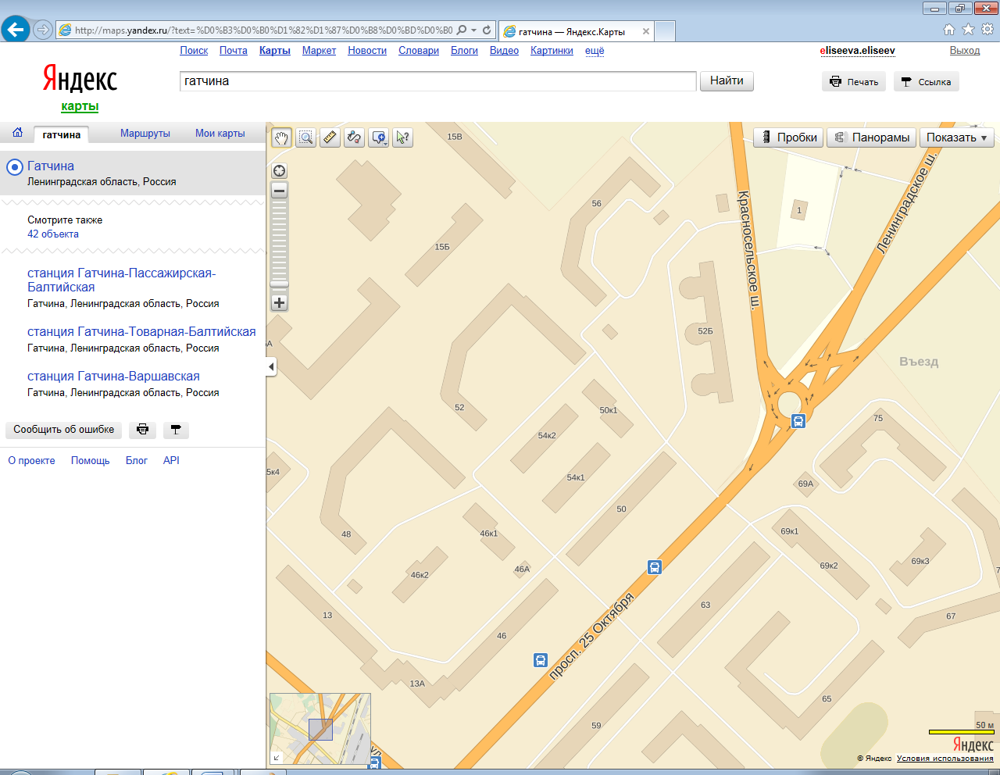 http://maps.yandex.ru/?text=%D0%B3%D0%B0%D1%82%D1%87%D0%B8%D0%BD%D0%B0
гатчина — Яндекс.Карты
Поиск Почта Карты Маркет Новости Словари Блоги Видео Картинки ещё
eliseeva.eliseev Выход
Яндекс
карты
гатчина
Найти
Печать Ссылка
гатчина Маршруты Мои карты
Гатчина
Ленинградская область, Россия
Смотрите также
42 объекта
станция Гатчина-Пассажирская-
Балтийская
Гатчина, Ленинградская область, Россия
станция Гатчина-Товарная-Балтийская
Гатчина, Ленинградская область, Россия
станция Гатчина-Варшавская
Гатчина, Ленинградская область, Россия
Сообщить об ошибке
О проекте Помощь Блог API
Пробки Панорамы Показать
15В
56
1
15Б
Красносельское ш.
Ленинградское ш.
52Б
Въезд
52
50к1
54к2
75
54к1
5к4
69А
50
48
46к1
69к1
46А
46к2
69к2
69к3
13
63
67
46
просп. 25 Октября
13А
65
59
50 м
Яндекс
© Яндекс Условия использования